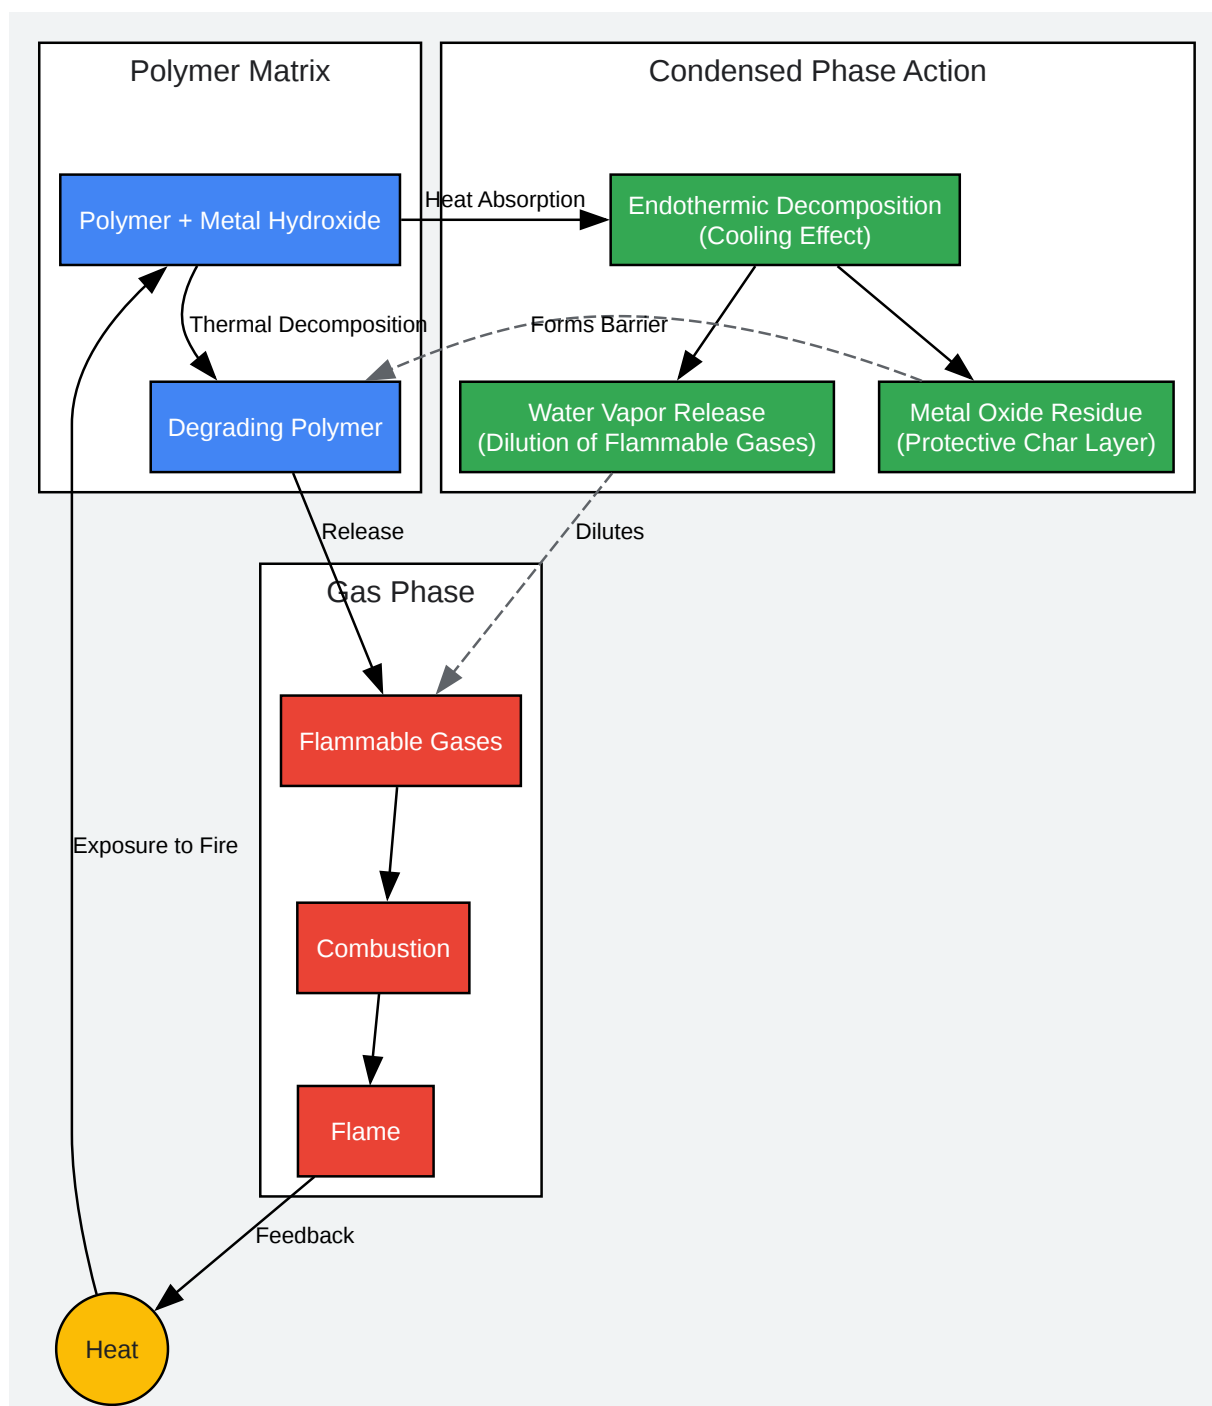 Polymer Matrix
Condensed Phase Action
Polymer + Metal Hydroxide
Heat Absorption
Endothermic Decomposition
(Cooling Effect)
Thermal Decomposition
Forms Barrier
Degrading Polymer
Water Vapor Release
(Dilution of Flammable Gases)
Metal Oxide Residue
(Protective Char Layer)
Release
Dilutes
Gas Phase
Flammable Gases
Exposure to Fire
Combustion
Flame
Feedback
Heat